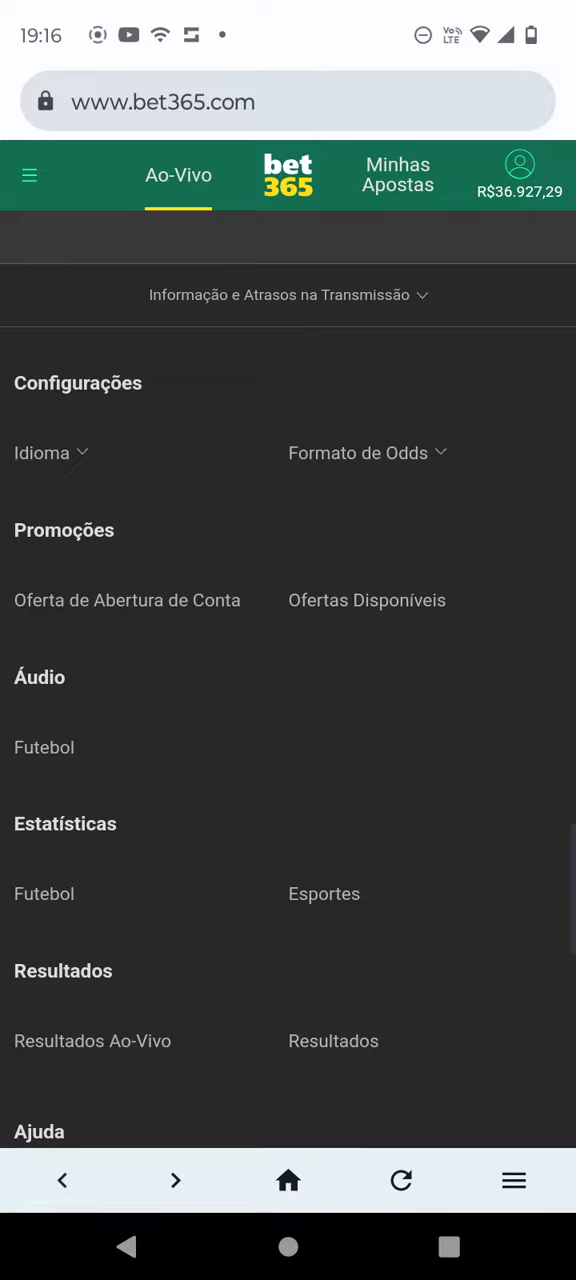 19:16
Vo LTE
www.bet365.com
Ao-Vivo
bet
365
Minhas
Apostas
R$36.927,29
Informação e Atrasos na Transmissão
Configurações
Idioma
Formato de Odds
Promoções
Oferta de Abertura de Conta
Ofertas Disponíveis
Áudio
Futebol
Estatísticas
Futebol
Esportes
Resultados
Resultados Ao-Vivo
Resultados
Ajuda